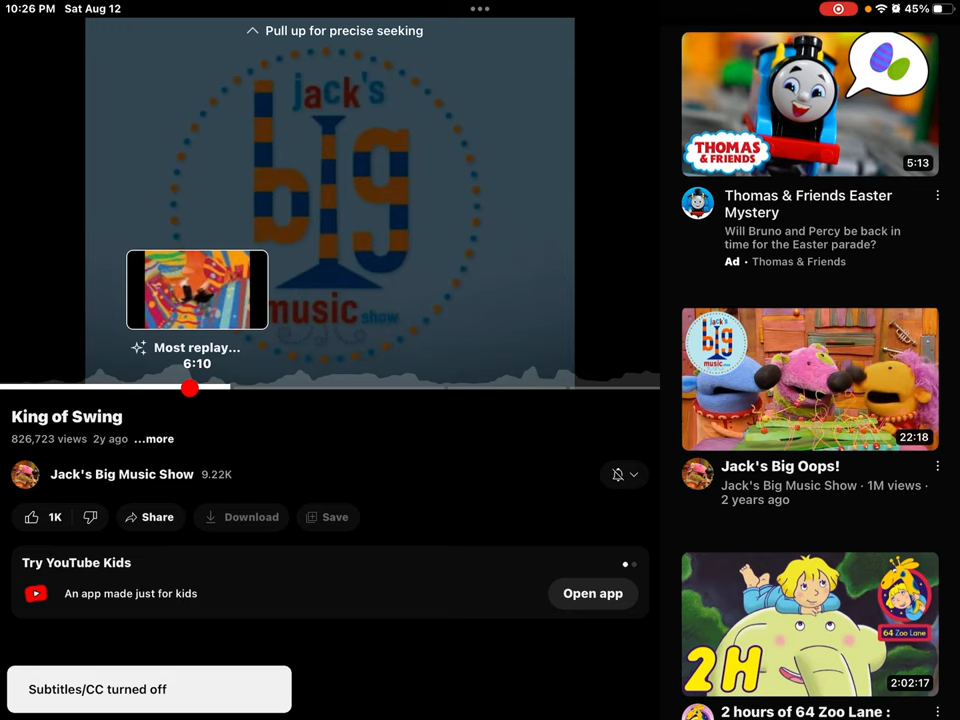 10:26 PM Sat Aug 12
45%
Pull up for precise seeking
jack's
big
music show
Most replay...
6:10
King of Swing
826,723 views 2y ago ...more
Jack's Big Music Show 9.22K
1K
Share
Download
Save
Try YouTube Kids
An app made just for kids
Open app
Subtitles/CC turned off
THOMAS
& FRIENDS
5:13
Thomas & Friends Easter
Mystery
Will Bruno and Percy be back in
time for the Easter parade?
Ad · Thomas & Friends
jack's
big
music show
22:18
Jack's Big Oops!
Jack's Big Music Show · 1M views ·
2 years ago
64 Zoo Lane
2H
2:02:17
2 hours of 64 Zoo Lane :